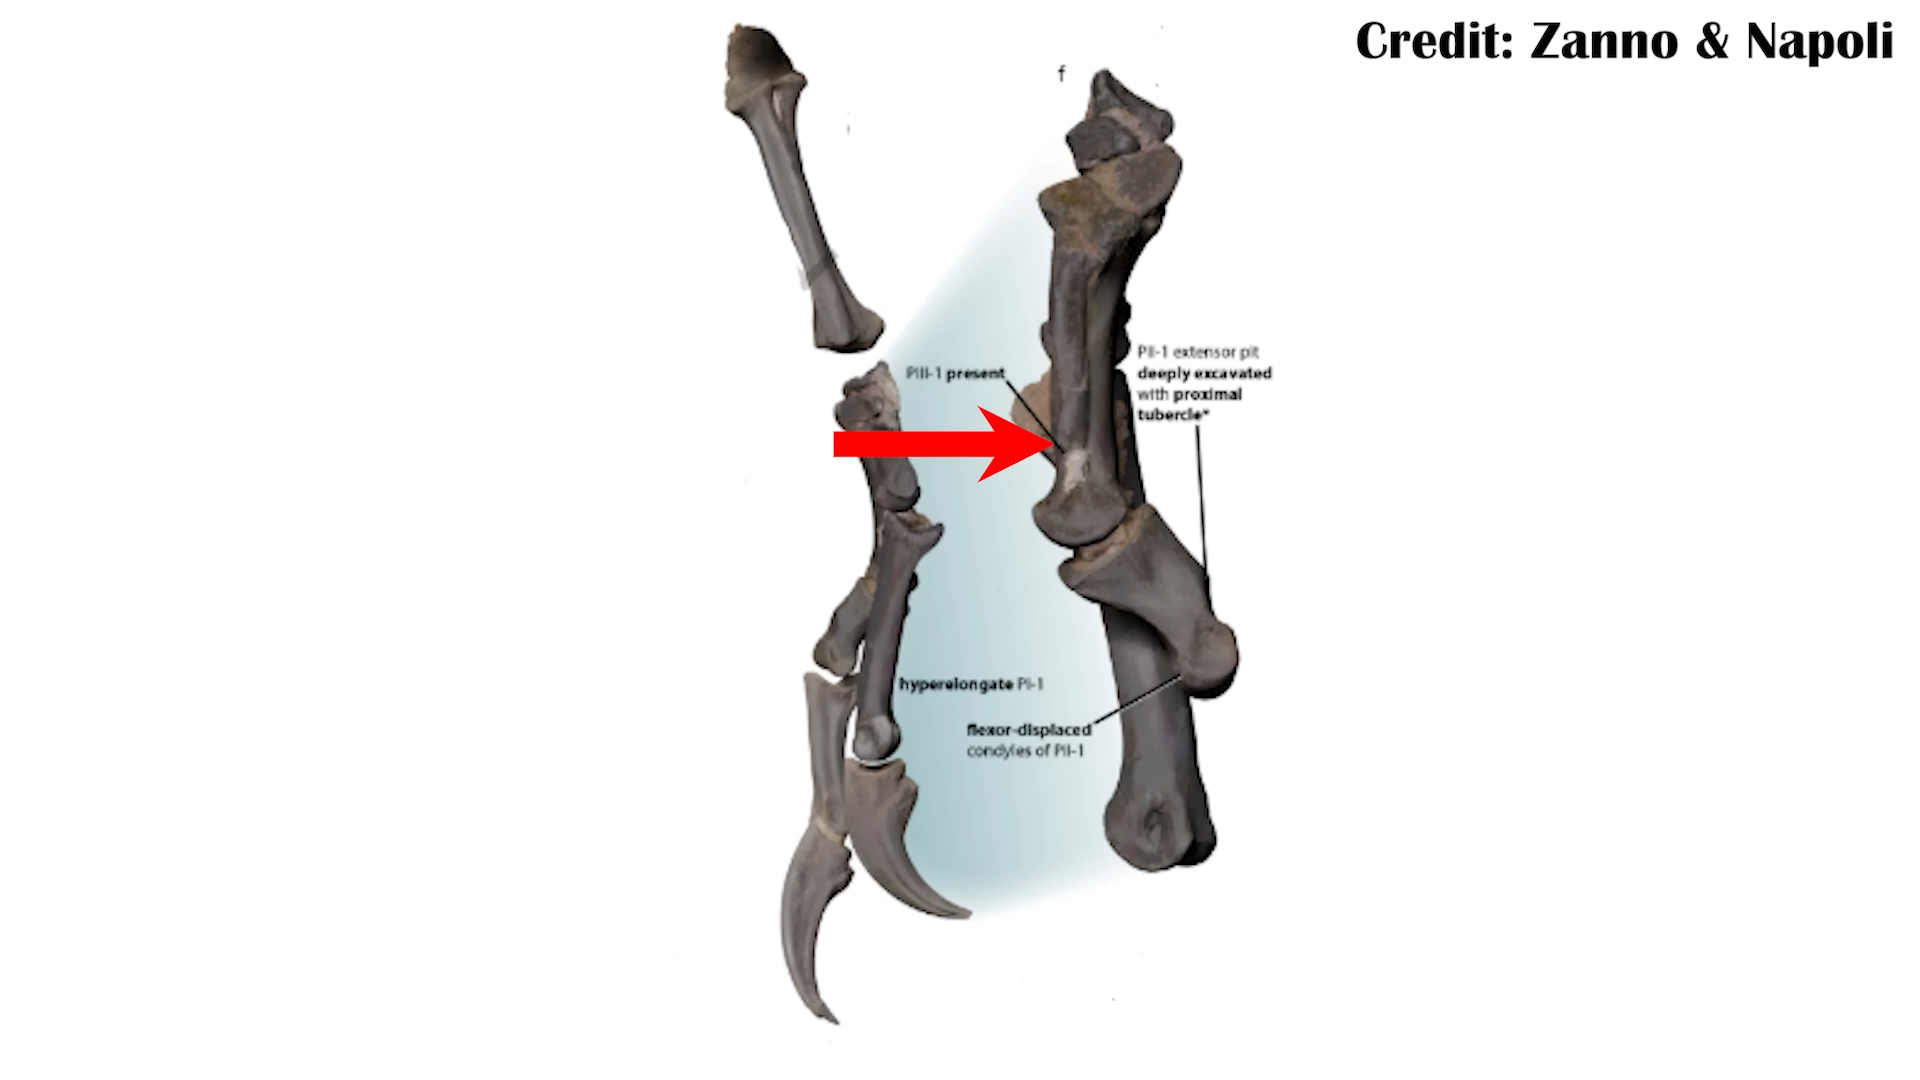 Credit: Zanno & Napoli
f
PIII-1 present
PII-1 extensor pit
deeply excavated
with proximal
tubercle*
hyperelongate PI-1
flexor-displaced
condyles of PII-1